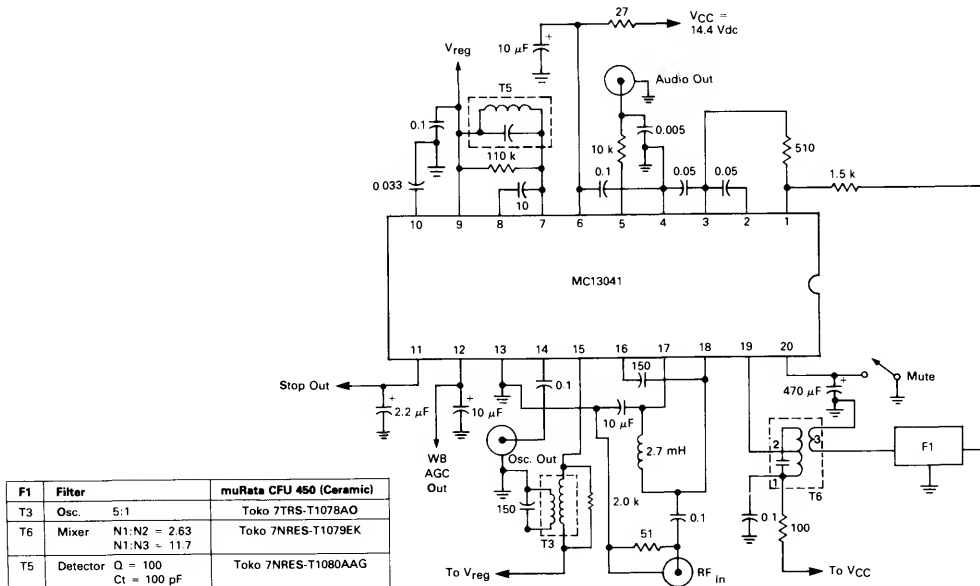 27
V_CC =
14.4 Vdc
10 µF
+
V_reg
Audio Out
T5
0.1
0.005
10 k
510
110 k
1.5 k
0.033
0.1
0.05
0.05
10
10 9 8 7 6 5 4 3 2 1
MC13041
11 12 13 14 15 16 17 18 19 20
150
Mute
470 µF
+
Stop Out
0.1
+
2.2 µF
+
10 µF
10 µF
2
3
F1
Osc. Out
2.7 mH
WB
AGC
Out
1
T6
2.0 k
150
0.1
0.1
100
T3
51
To V_reg
RF in
To V_CC
F1 Filter muRata CFU 450 (Ceramic)
T3 Osc. 5:1 Toko 7TRS-T1078AO
T6 Mixer N1:N2 = 2.63 Toko 7NRES-T1079EK
N1:N3 = 11.7
T5 Detector Q = 100 Toko 7NRES-T1080AAG
Ct = 100 pF